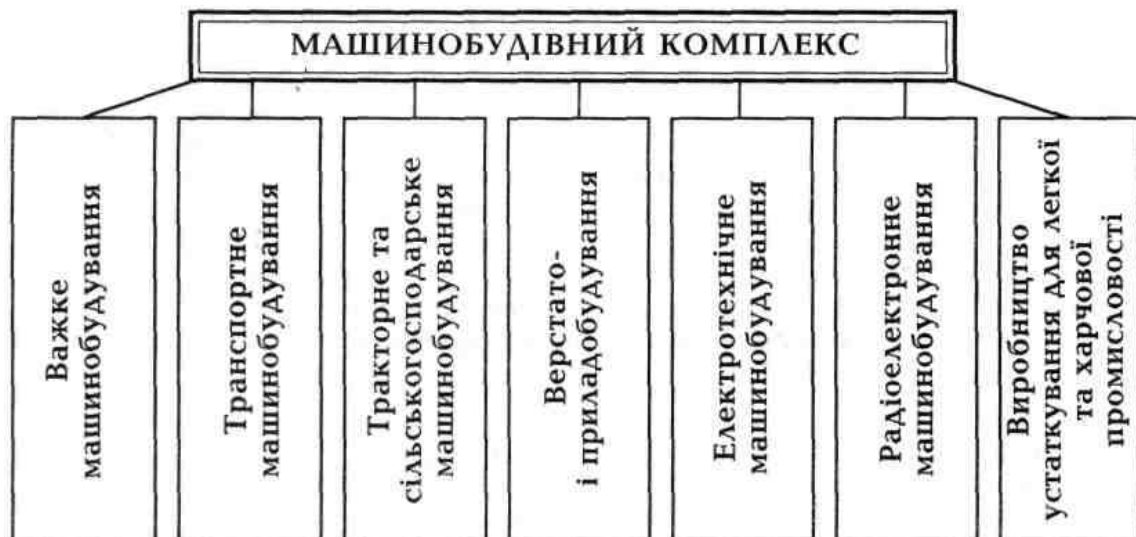 МАШИНОБУДІВНИЙ КОМПЛЕКС
Важке
машинобудування
Транспортне
машинобудування
Тракторне та
сільськогосподарське
машинобудування
Верстато-
і приладобудування
Електротехнічне
машинобудування
Радіоелектронне
машинобудування
Виробництво
устаткування для легкої
та харчової
промисловості